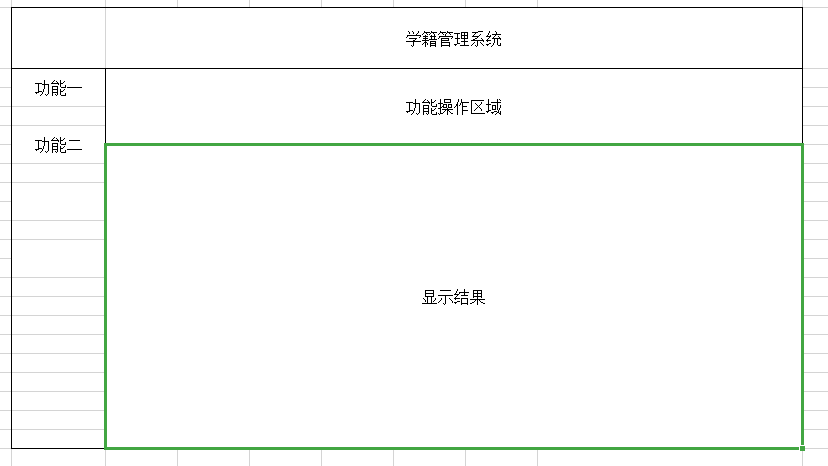 学籍管理系统
功能一
功能操作区域
功能二
显示结果